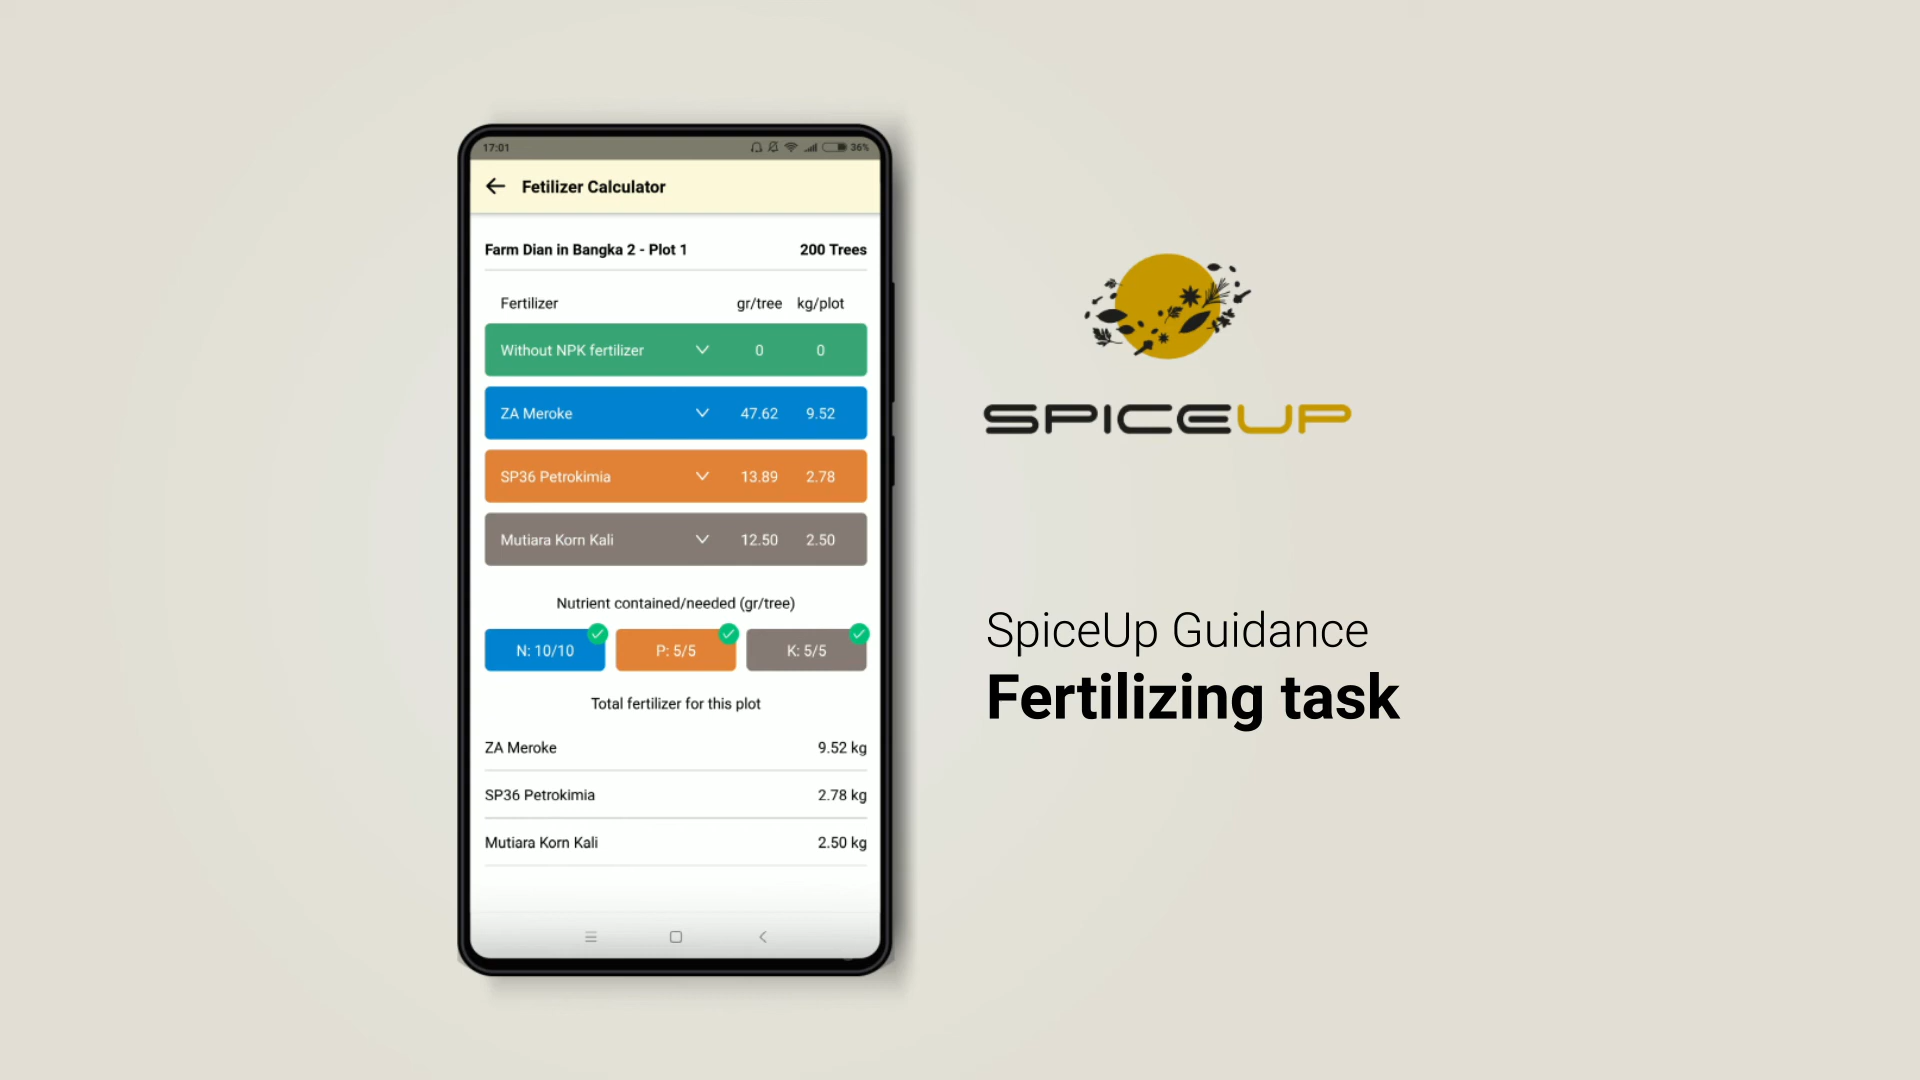 17:01 36%
Fetilizer Calculator
Farm Dian in Bangka 2 - Plot 1 200 Trees
Fertilizer gr/tree kg/plot
Without NPK fertilizer 0 0
ZA Meroke 47.62 9.52
SP36 Petrokimia 13.89 2.78
Mutiara Korn Kali 12.50 2.50
Nutrient contained/needed (gr/tree)
N: 10/10 P: 5/5 K: 5/5
Total fertilizer for this plot
ZA Meroke 9.52 kg
SP36 Petrokimia 2.78 kg
Mutiara Korn Kali 2.50 kg
SPICEUP
SpiceUp Guidance
Fertilizing task